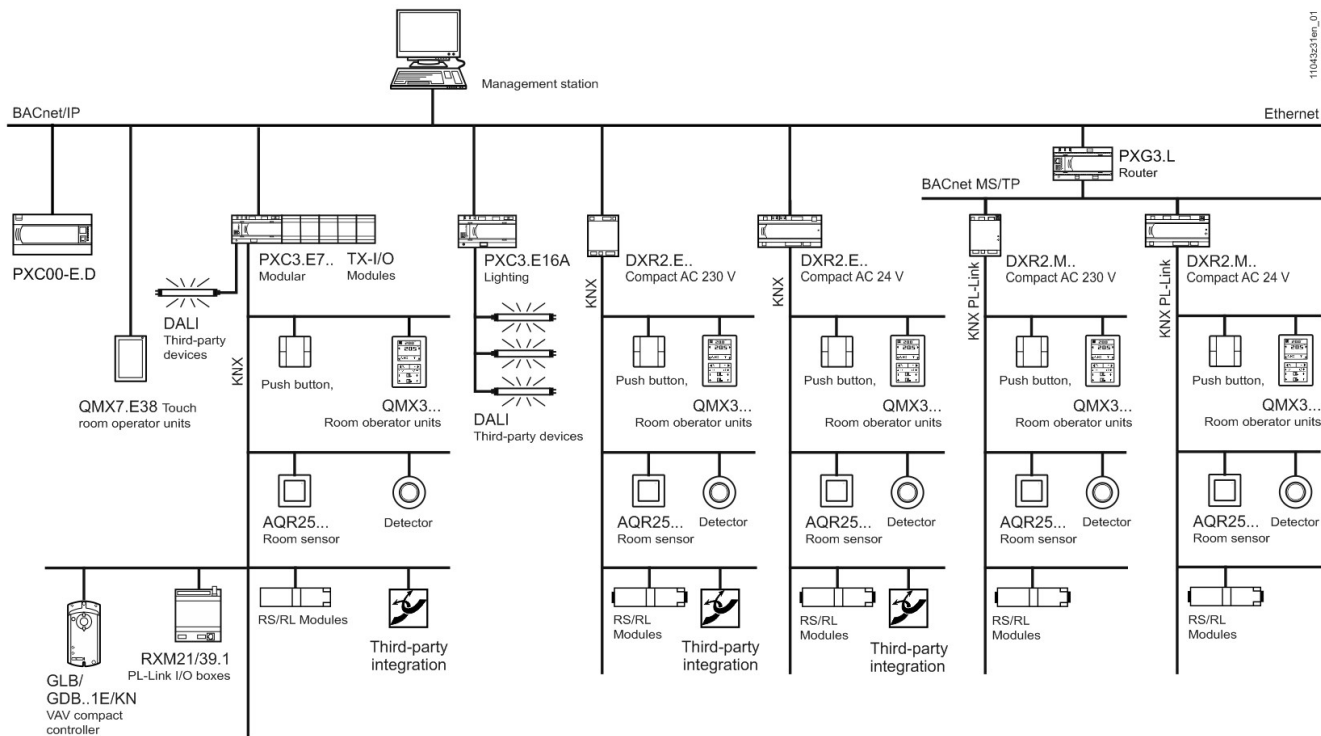 11043z31en_01
Management station
BACnet/IP
Ethernet
PXG3.L
Router
BACnet MS/TP
PXC00-E.D
PXC3.E7..
Modular
TX-I/O
Modules
PXC3.E16A
Lighting
DXR2.E..
Compact AC 230 V
DXR2.E..
Compact AC 24 V
DXR2.M..
Compact AC 230 V
DXR2.M..
Compact AC 24 V
KNX
KNX
KNX
KNX PL-Link
KNX PL-Link
DALI
Third-party
devices
QMX7.E38 Touch
room operator units
Push button,
QMX3...
Room oberator units
DALI
Third-party devices
Push button,
QMX3...
Room oberator units
Push button,
QMX3...
Room oberator units
Push button,
QMX3...
Room oberator units
Push button,
QMX3...
Room oberator units
AQR25...
Room sensor
Detector
AQR25...
Room sensor
Detector
AQR25...
Room sensor
Detector
AQR25...
Room sensor
Detector
AQR25...
Room sensor
Detector
GLB/
GDB..1E/KN
VAV compact
controller
RXM21/39.1
PL-Link I/O boxes
RS/RL Modules
Third-party
integration
RS/RL
Modules
Third-party
integration
RS/RL
Modules
Third-party
integration
RS/RL
Modules
RS/RL
Modules